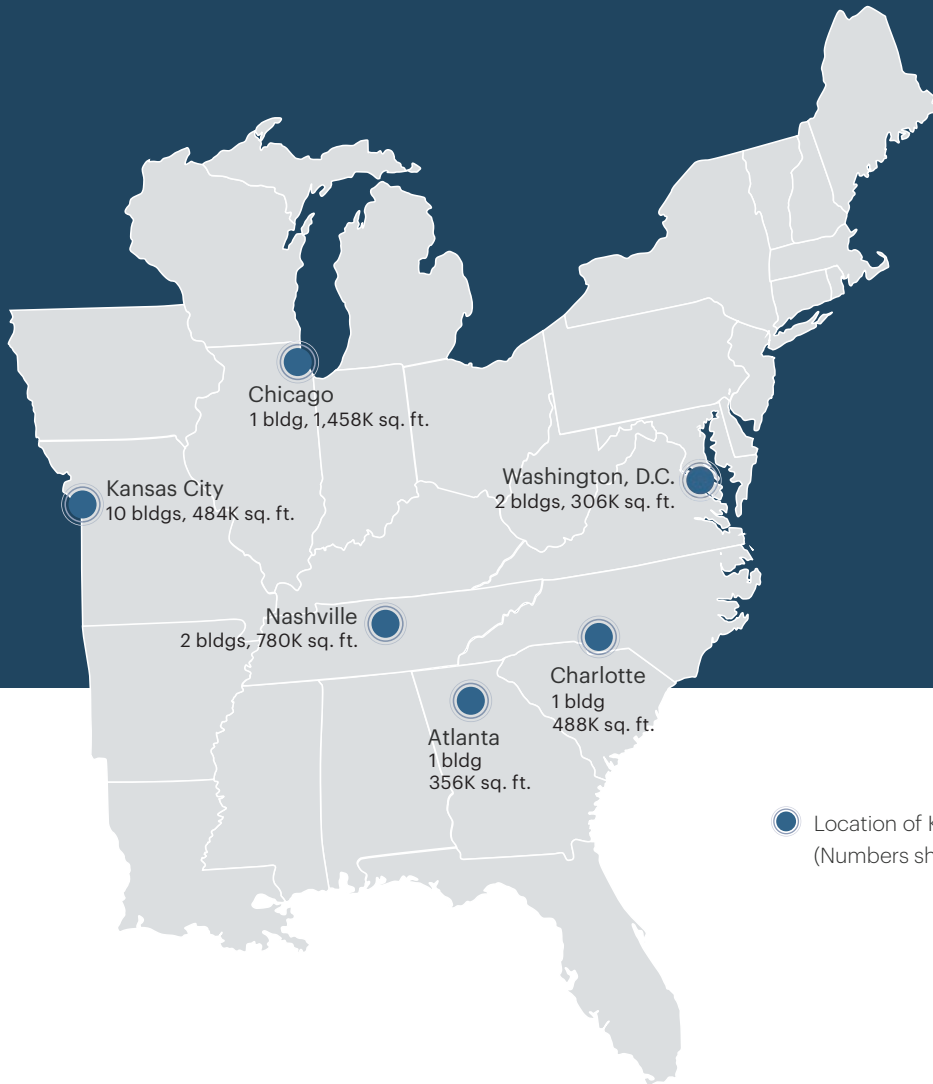 Chicago
1 bldg, 1,458K sq. ft.
Kansas City
10 bldgs, 484K sq. ft.
Washington, D.C.
2 bldgs, 306K sq. ft.
Nashville
2 bldgs, 780K sq. ft.
Charlotte
1 bldg
488K sq. ft.
Atlanta
1 bldg
356K sq. ft.
Location of
(Numbers